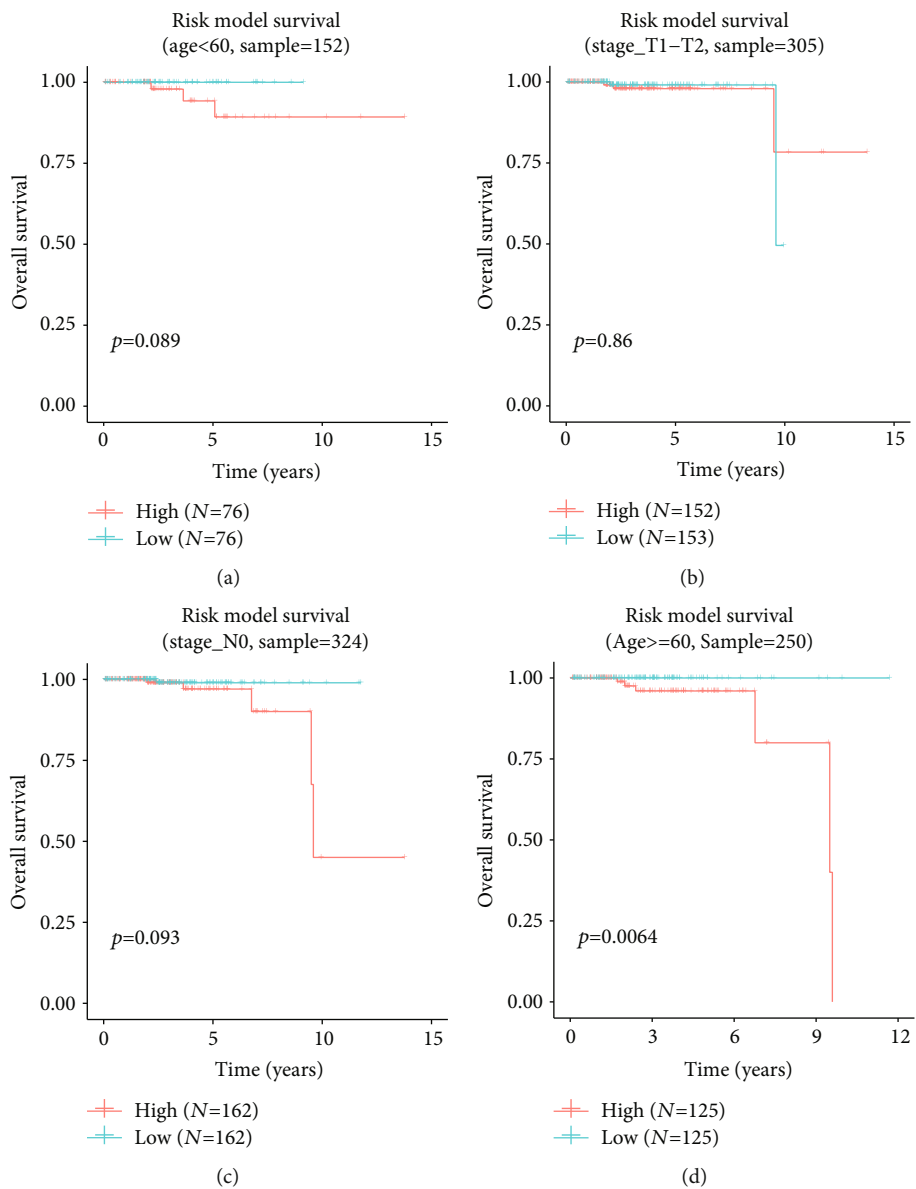 Risk model survival
(age<60, sample=152)
1.00
0.75
0.50
0.25
0.00
Overall survival
p=0.089
0 5 10 15
Time (years)
High (N=76)
Low (N=76)
(a)
Risk model survival
(stage_T1−T2, sample=305)
1.00
0.75
0.50
0.25
0.00
Overall survival
p=0.86
0 5 10 15
Time (years)
High (N=152)
Low (N=153)
(b)
Risk model survival
(stage_N0, sample=324)
1.00
0.75
0.50
0.25
0.00
Overall survival
p=0.093
0 5 10 15
Time (years)
High (N=162)
Low (N=162)
(c)
Risk model survival
(Age>=60, Sample=250)
1.00
0.75
0.50
0.25
0.00
Overall survival
p=0.0064
0 3 6 9 12
Time (years)
High (N=125)
Low (N=125)
(d)